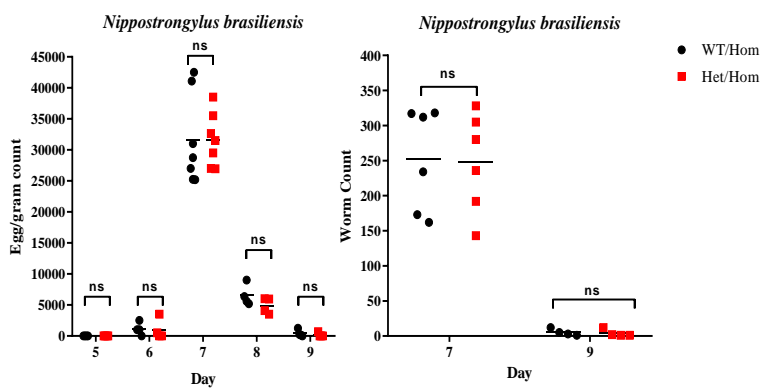 Nippostrongylus brasiliensis
Egg/gram count
45000
40000
35000
30000
25000
20000
15000
10000
5000
0
ns
ns
ns
ns
ns
5
6
7
8
9
Day
Nippostrongylus brasiliensis
Worm Count
400
350
300
250
200
150
100
50
0
ns
ns
7
9
Day
WT/Hom
Het/Hom